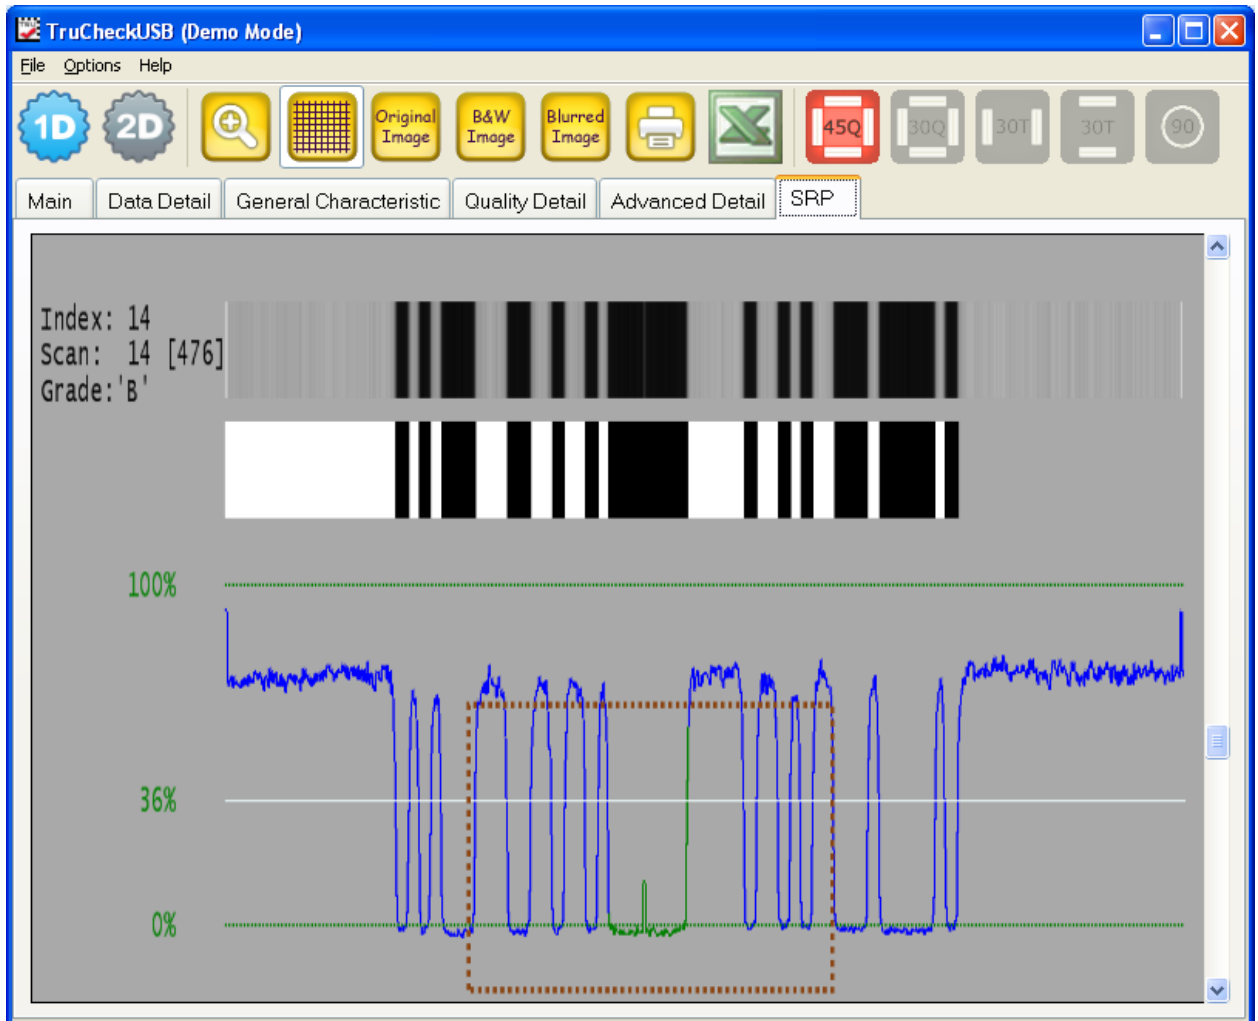 TruCheckUSB (Demo Mode)
File Options Help
1D 2D Original Image B&W Image Blurred Image 45Q 30Q 30T 30T 90
Main Data Detail General Characteristic Quality Detail Advanced Detail SRP
Index: 14
Scan: 14 [476]
Grade:'B'
100%
36%
0%